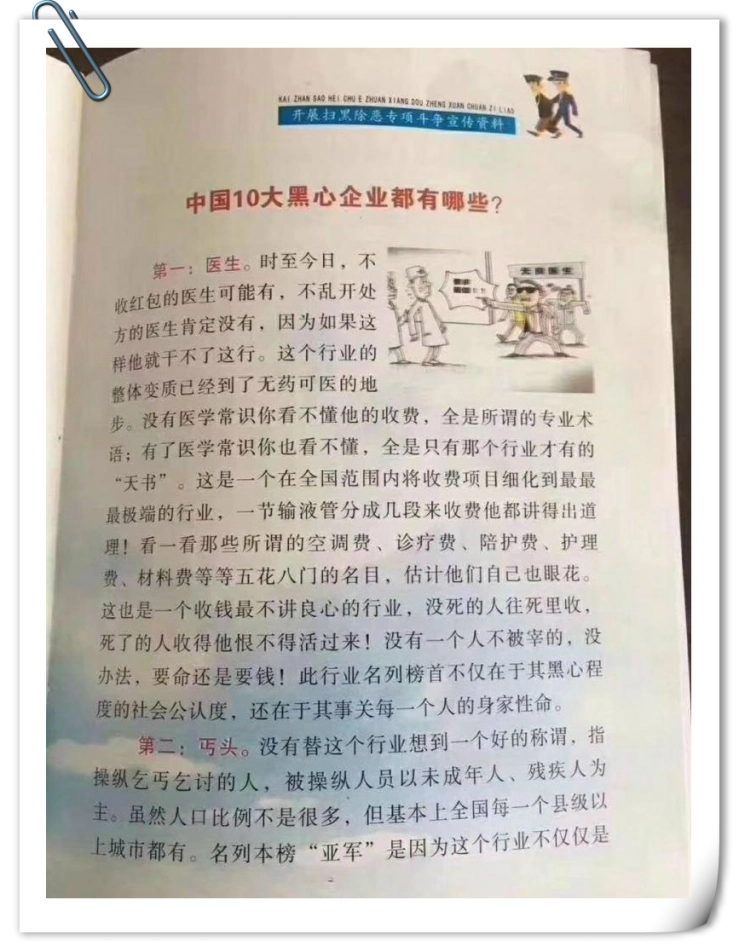 KAI ZHAN SAO HEI CHU E ZHUAN XIANG DOU ZHENG XUAN CHUAN ZI LIAO
开展扫黑除恶专项斗争宣传资料
中国10大黑心企业都有哪些?
第一：医生。时至今日，不
收红包的医生可能有，不乱开处
方的医生肯定没有，因为如果这
样他就干不了这行。这个行业的
整体变质已经到了无药可医的地
无良医生
步。没有医学常识你看不懂他的收费，全是所谓的专业术
语；有了医学常识你也看不懂，全是只有那个行业才有的
“天书”。这是一个在全国范围内将收费项目细化到最最
最极端的行业，一节输液管分成几段来收费他都讲得出道
理！看一看那些所谓的空调费、诊疗费、陪护费、护理
费、材料费等等五花八门的名目，估计他们自己也眼花。
这也是一个收钱最不讲良心的行业，没死的人往死里收，
死了的人收得他恨不得活过来！没有一个人不被宰的，没
办法，要命还是要钱！此行业名列榜首不仅在于其黑心程
度的社会公认度，还在于其事关每一个人的身家性命。
第二：丐头。没有替这个行业想到一个好的称谓，指
操纵乞丐乞讨的人，被操纵人员以未成年人、残疾人为
主。虽然人口比例不是很多，但基本上全国每一个县级以
上城市都有。名列本榜“亚军”是因为这个行业不仅仅是